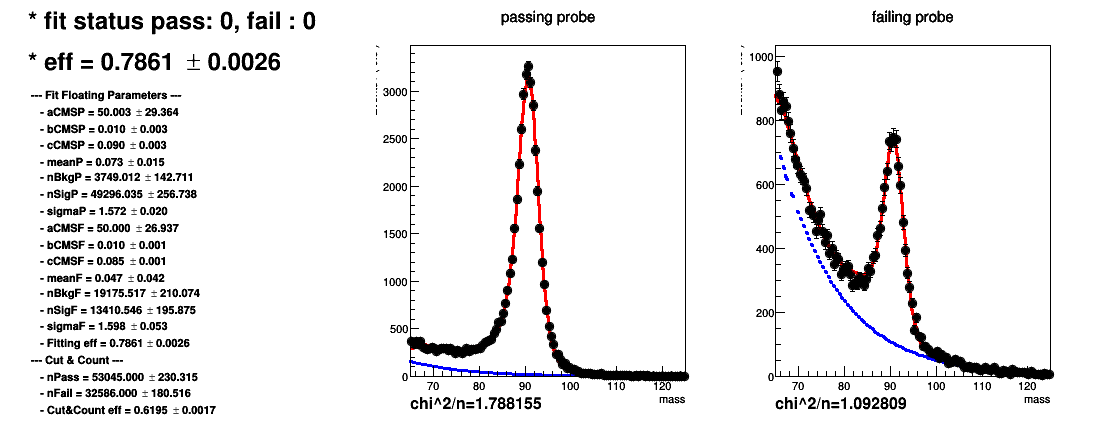 * fit status pass: 0, fail : 0
* eff = 0.7861 ± 0.0026
--- Fit Floating Parameters ---
- aCMSP = 50.003 ± 29.364
- bCMSP = 0.010 ± 0.003
- cCMSP = 0.090 ± 0.003
- meanP = 0.073 ± 0.015
- nBkgP = 3749.012 ± 142.711
- nSigP = 49296.035 ± 256.738
- sigmaP = 1.572 ± 0.020
- aCMSF = 50.000 ± 26.937
- bCMSF = 0.010 ± 0.001
- cCMSF = 0.085 ± 0.001
- meanF = 0.047 ± 0.042
- nBkgF = 19175.517 ± 210.074
- nSigF = 13410.546 ± 195.875
- sigmaF = 1.598 ± 0.053
- Fitting eff = 0.7861 ± 0.0026
--- Cut & Count ---
- nPass = 53045.000 ± 230.315
- nFail = 32586.000 ± 180.516
- Cut&Count eff = 0.6195 ± 0.0017
passing probe
3000
2500
2000
1500
1000
500
0
70 80 90 100 110 120
mass
chi^2/n=1.788155
failing probe
1000
800
600
400
200
0
70 80 90 100 110 120
mass
chi^2/n=1.092809